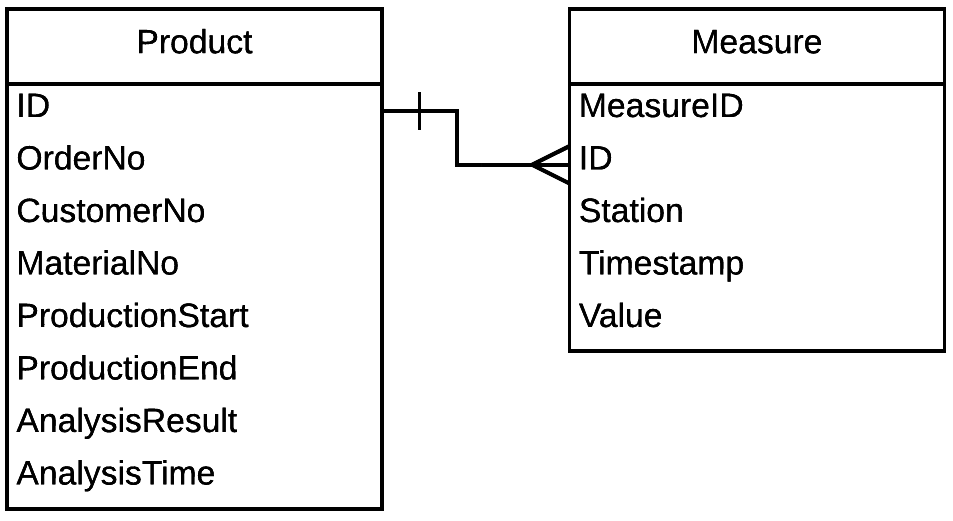 Product
ID
OrderNo
CustomerNo
MaterialNo
ProductionStart
ProductionEnd
AnalysisResult
AnalysisTime
Measure
MeasureID
ID
Station
Timestamp
Value